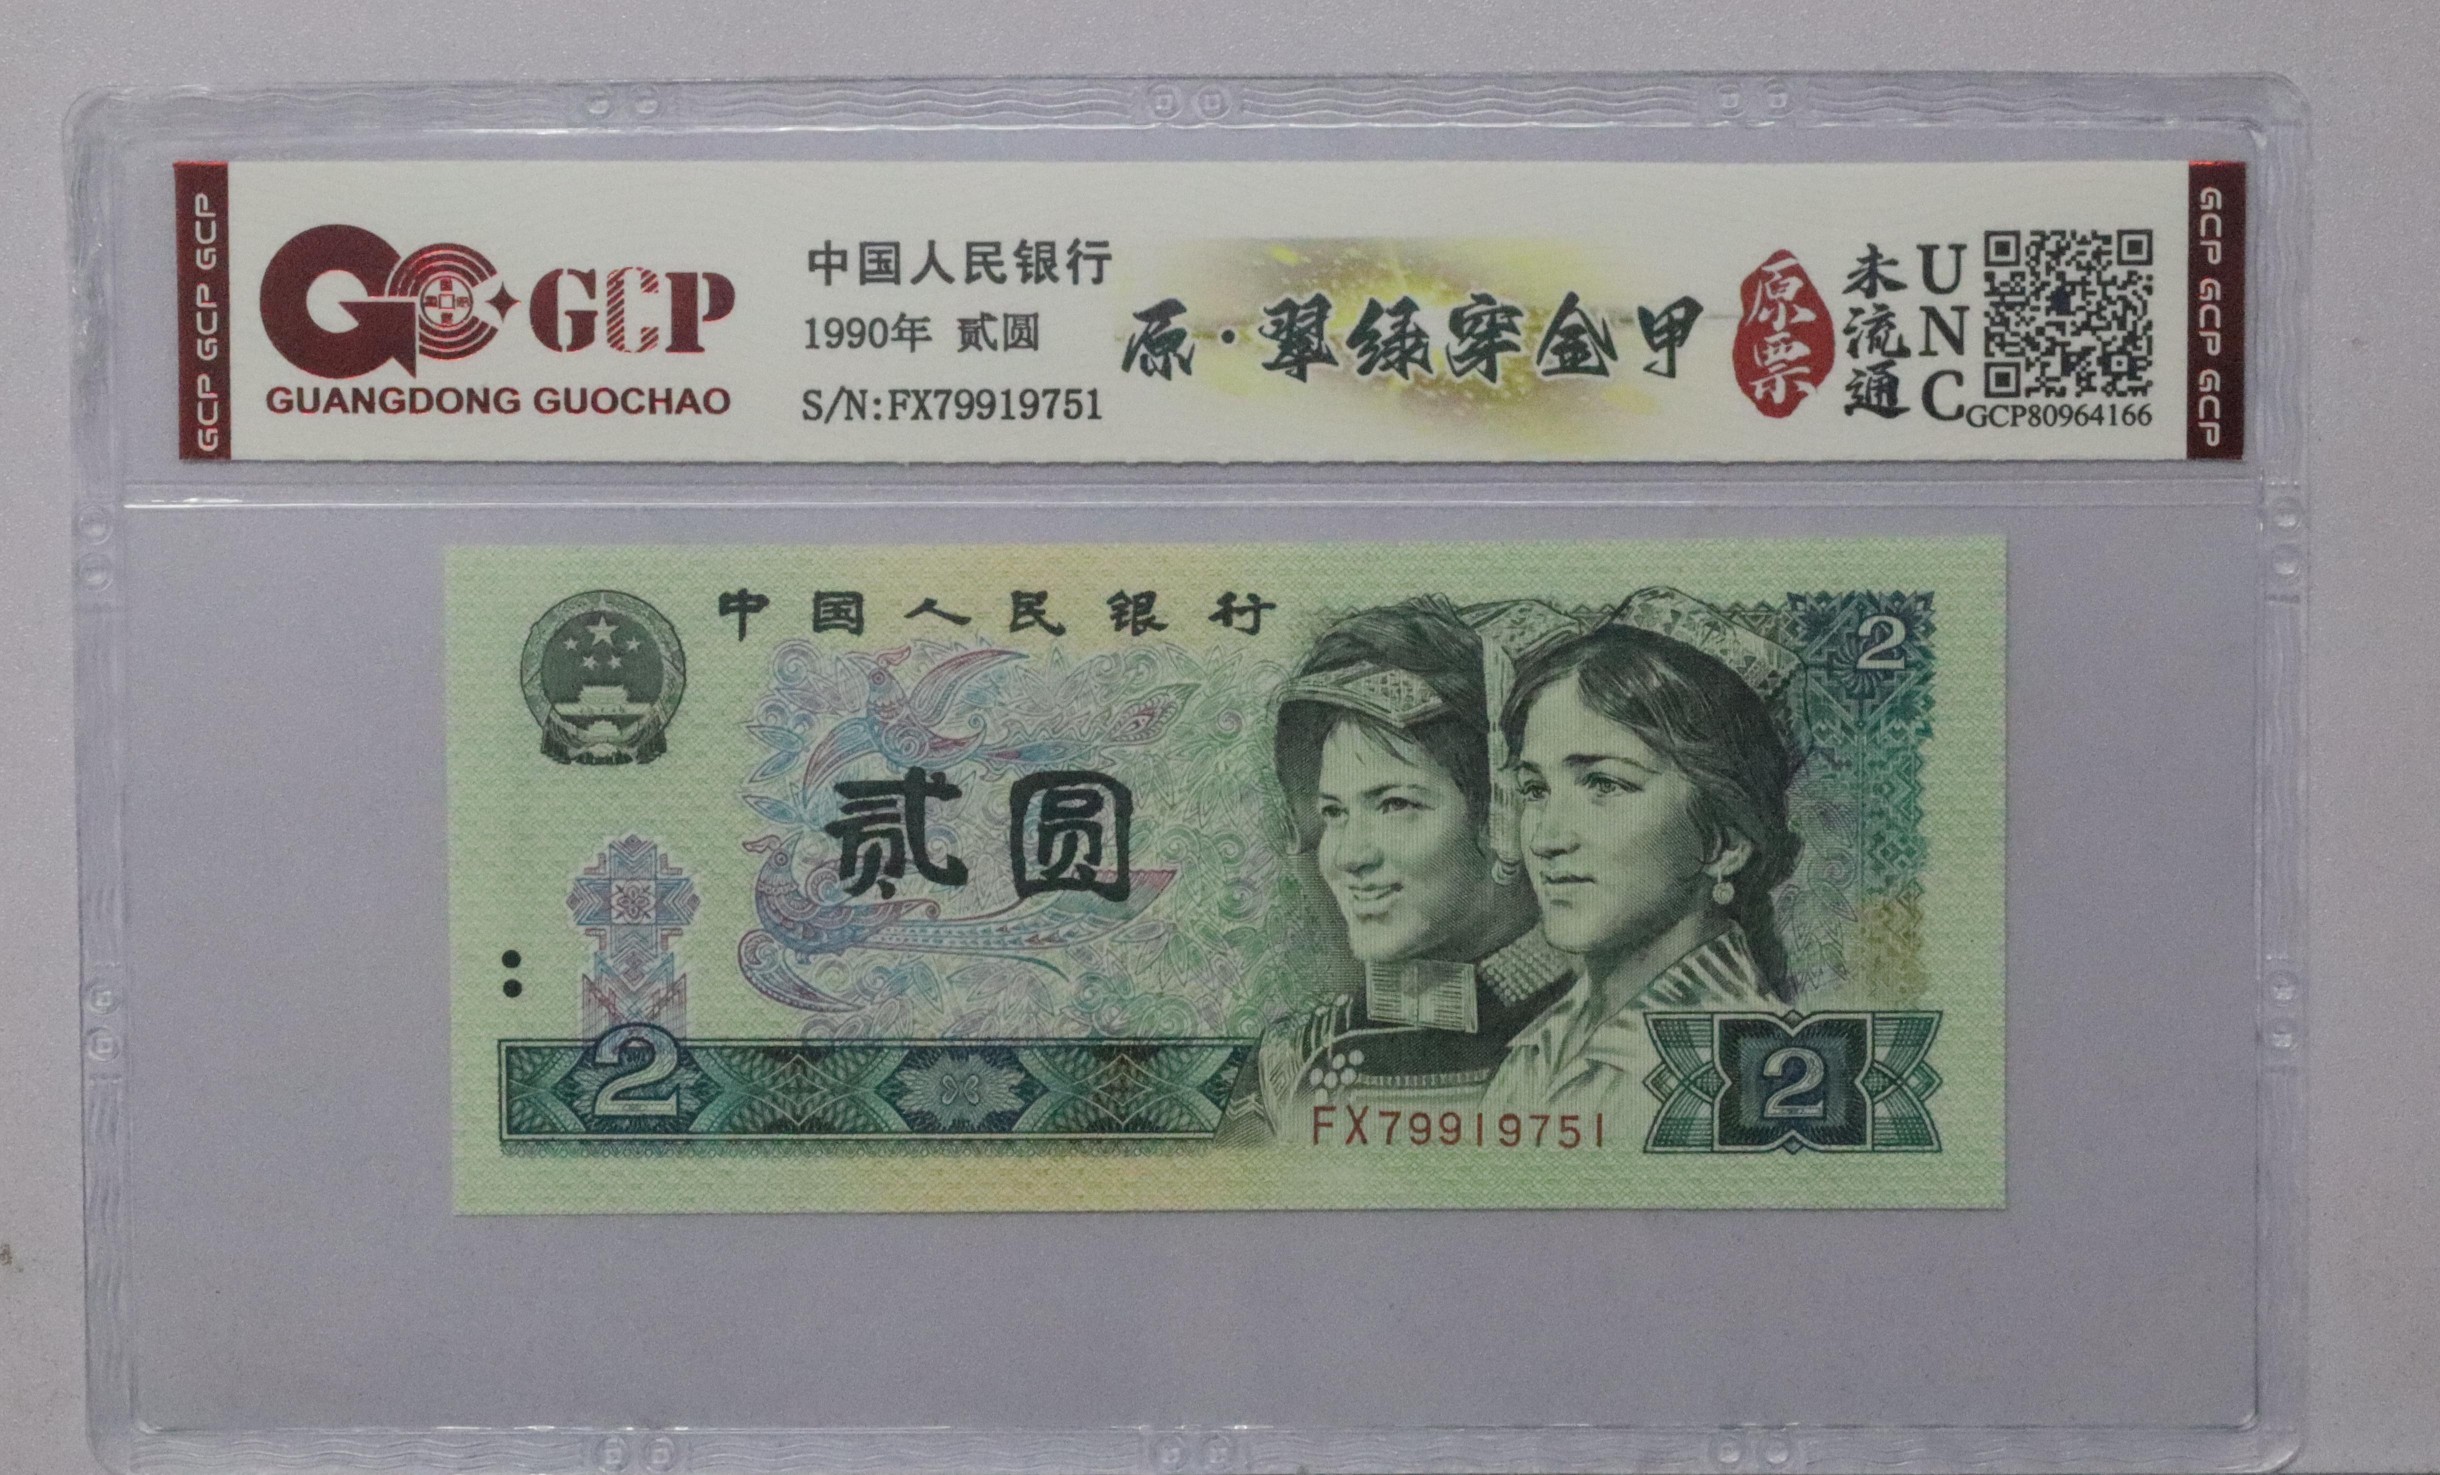 GCP GCP GCP
GCP
GUANGDONG GUOCHAO
中国人民银行
1990年 贰圆
S/N:FX79919751
原·翠绿穿金甲
原票
未流通
UNC
GCP80964166
GCP GCP GCP
中国人民银行
2
贰圆
2
FX79919751
2